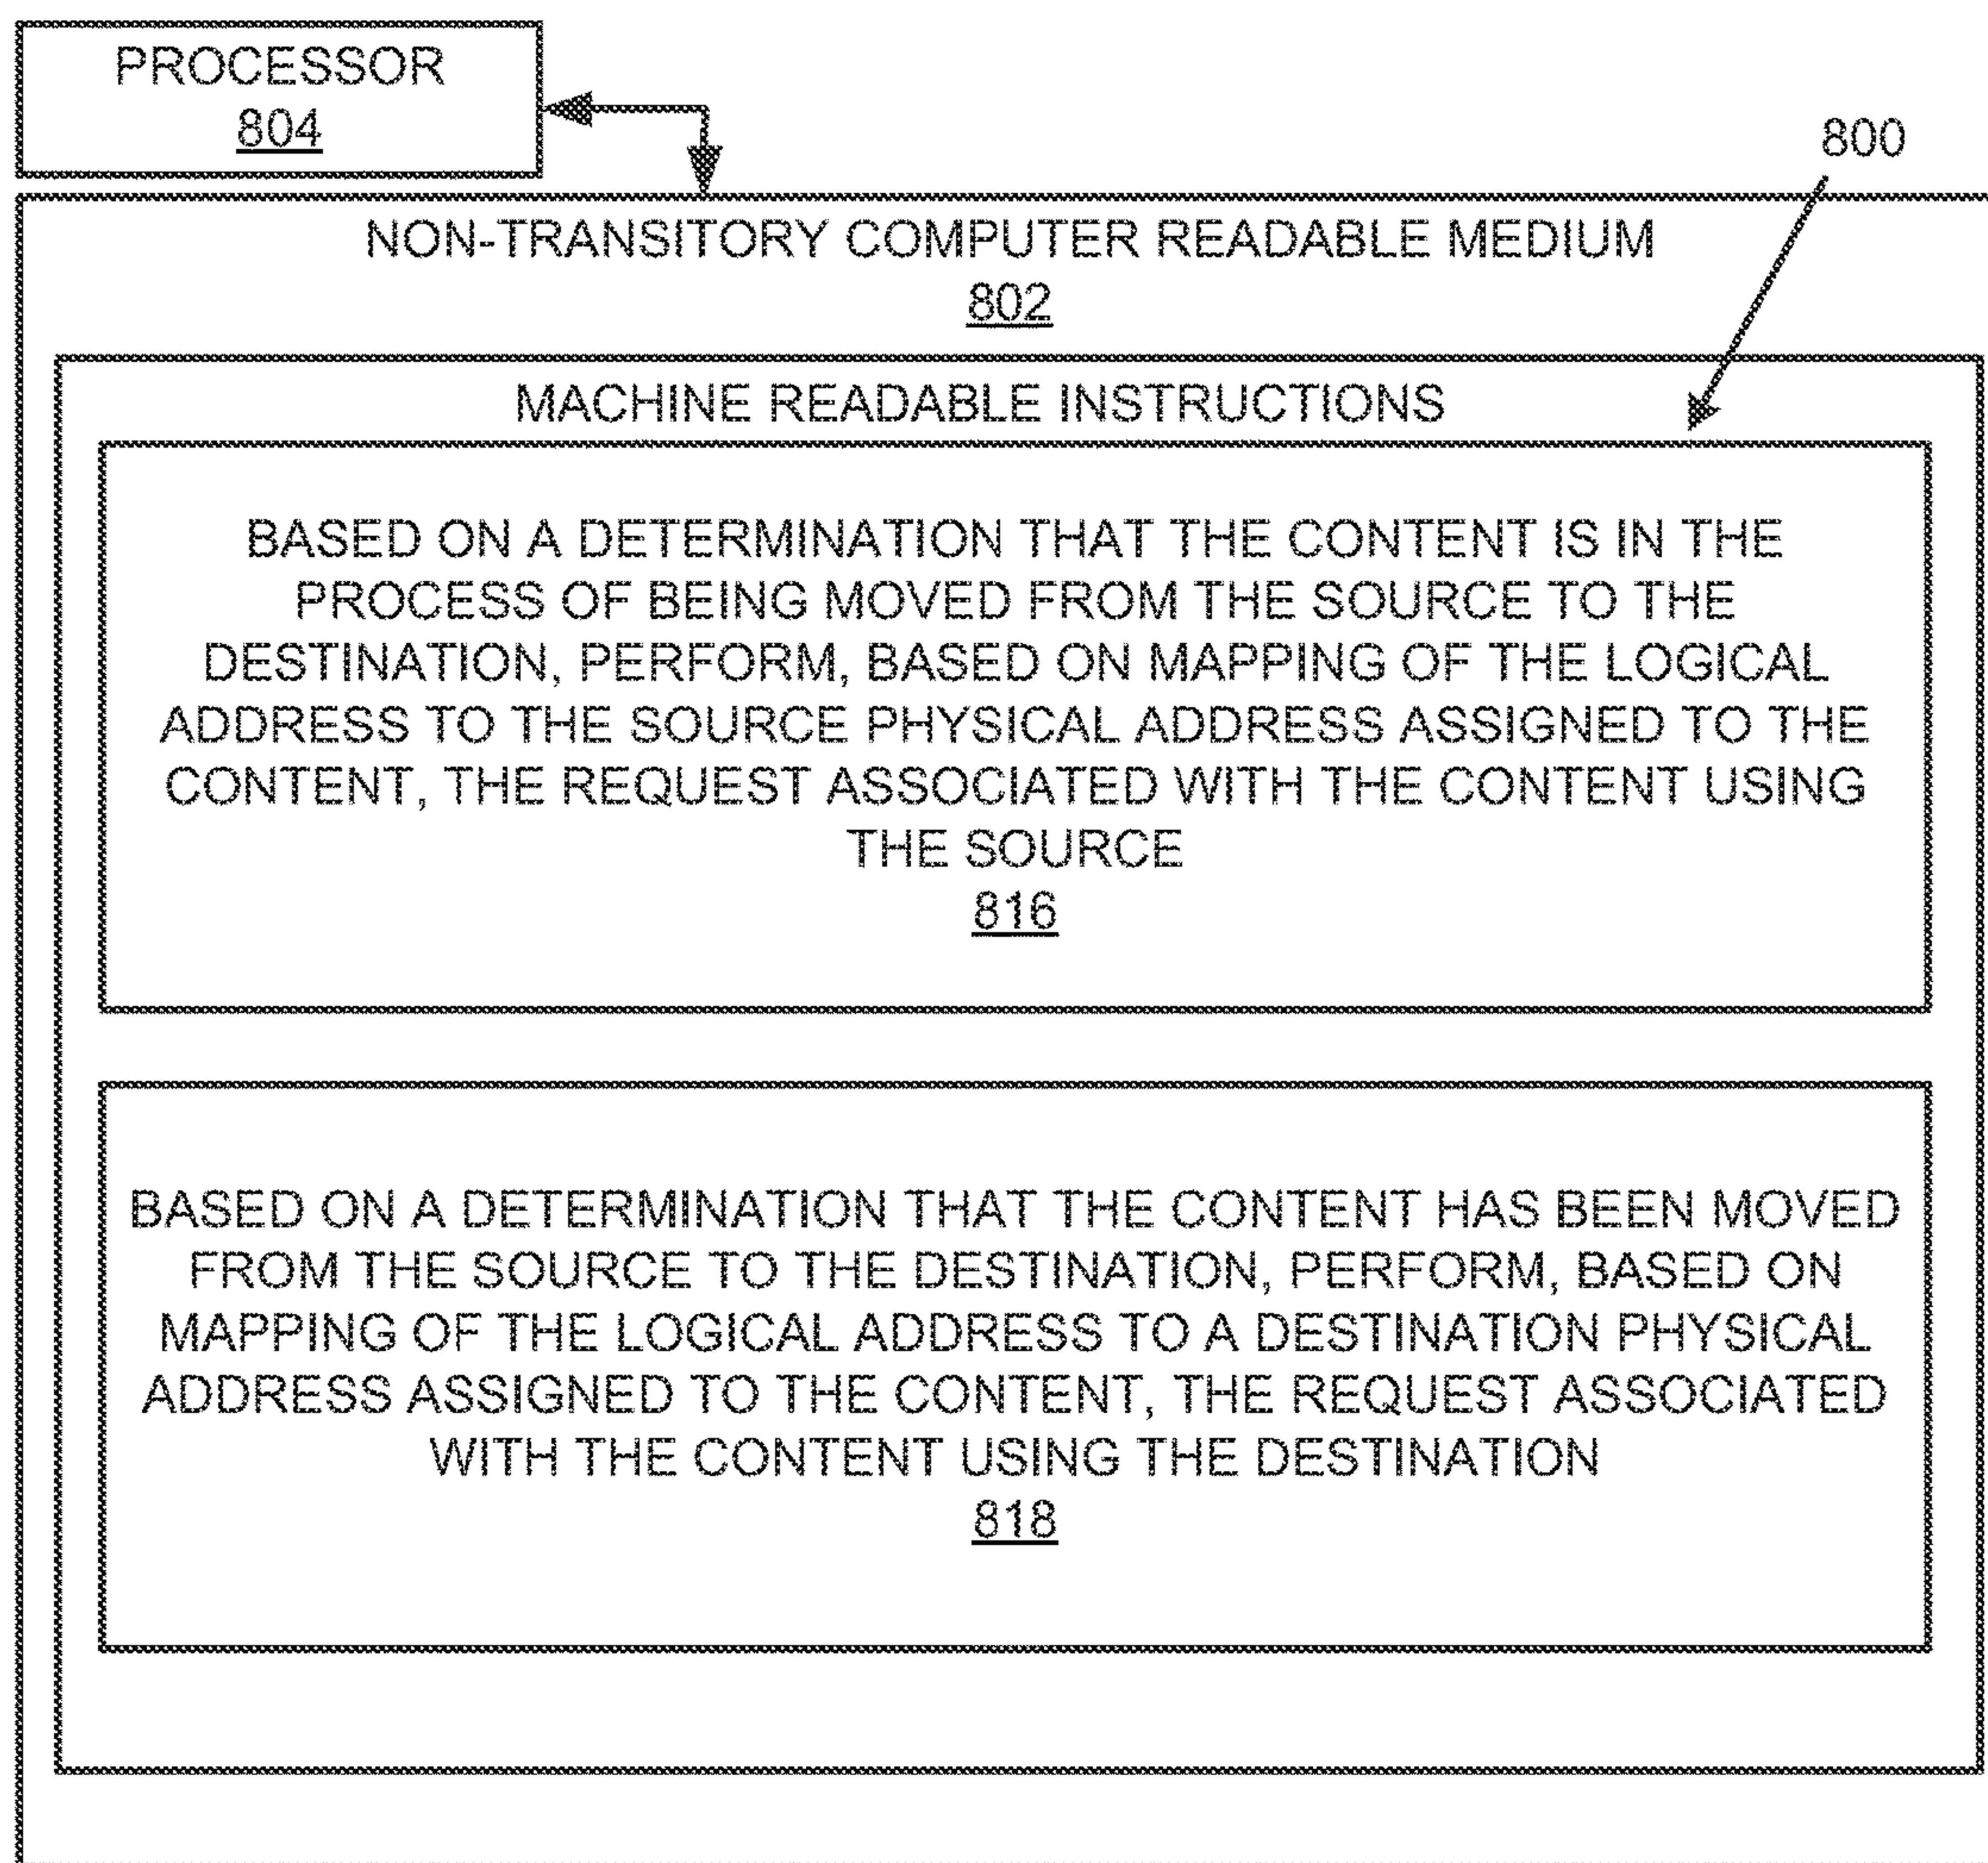 PROCESSOR
804
800
NON-TRANSITORY COMPUTER READABLE MEDIUM
802
MACHINE READABLE INSTRUCTIONS
BASED ON A DETERMINATION THAT THE CONTENT IS IN THE
PROCESS OF BEING MOVED FROM THE SOURCE TO THE
DESTINATION, PERFORM, BASED ON MAPPING OF THE LOGICAL
ADDRESS TO THE SOURCE PHYSICAL ADDRESS ASSIGNED TO THE
CONTENT, THE REQUEST ASSOCIATED WITH THE CONTENT USING
THE SOURCE
816
BASED ON A DETERMINATION THAT THE CONTENT HAS BEEN MOVED
FROM THE SOURCE TO THE DESTINATION, PERFORM, BASED ON
MAPPING OF THE LOGICAL ADDRESS TO A DESTINATION PHYSICAL
ADDRESS ASSIGNED TO THE CONTENT, THE REQUEST ASSOCIATED
WITH THE CONTENT USING THE DESTINATION
818